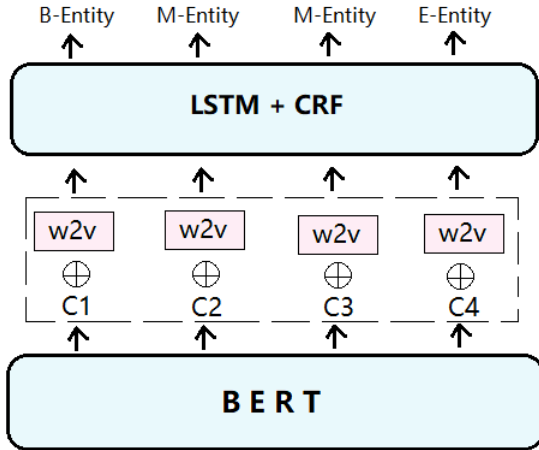 B-Entity M-Entity M-Entity E-Entity
LSTM + CRF
w2v w2v w2v w2v
C1 C2 C3 C4
B E R T